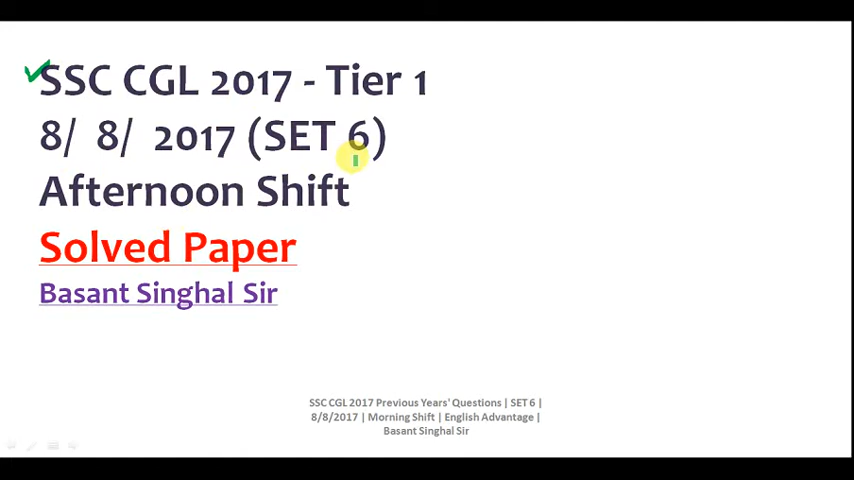 SSC CGL 2017 - Tier 1
8/ 8/ 2017 (SET 6)
Afternoon Shift
Solved Paper
Basant Singhal Sir
SSC CGL 2017 Previous Years' Questions | SET 6 |
8/8/2017 | Morning Shift | English Advantage |
Basant Singhal Sir